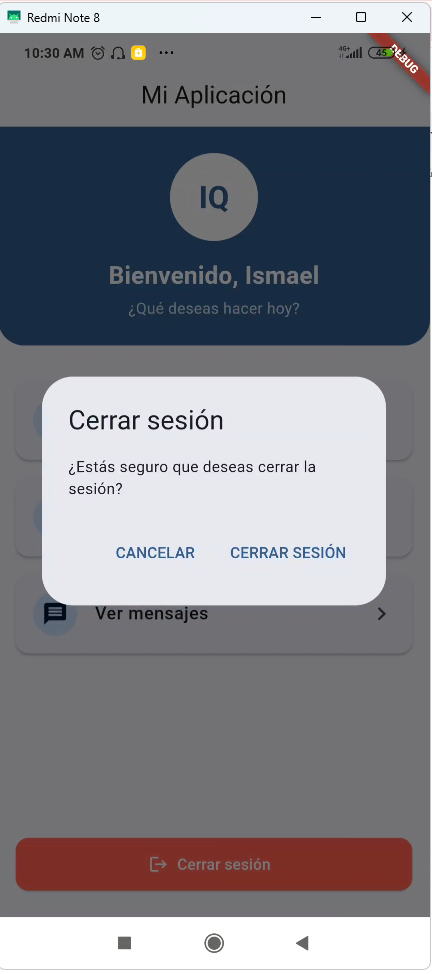 Redmi Note 8
10:30 AM
4G+
45
DEBUG
Mi Aplicación
IQ
Bienvenido, Ismael
¿Qué deseas hacer hoy?
Cerrar sesión
¿Estás seguro que deseas cerrar la
sesión?
CANCELAR CERRAR SESIÓN
Ver mensajes
Cerrar sesión